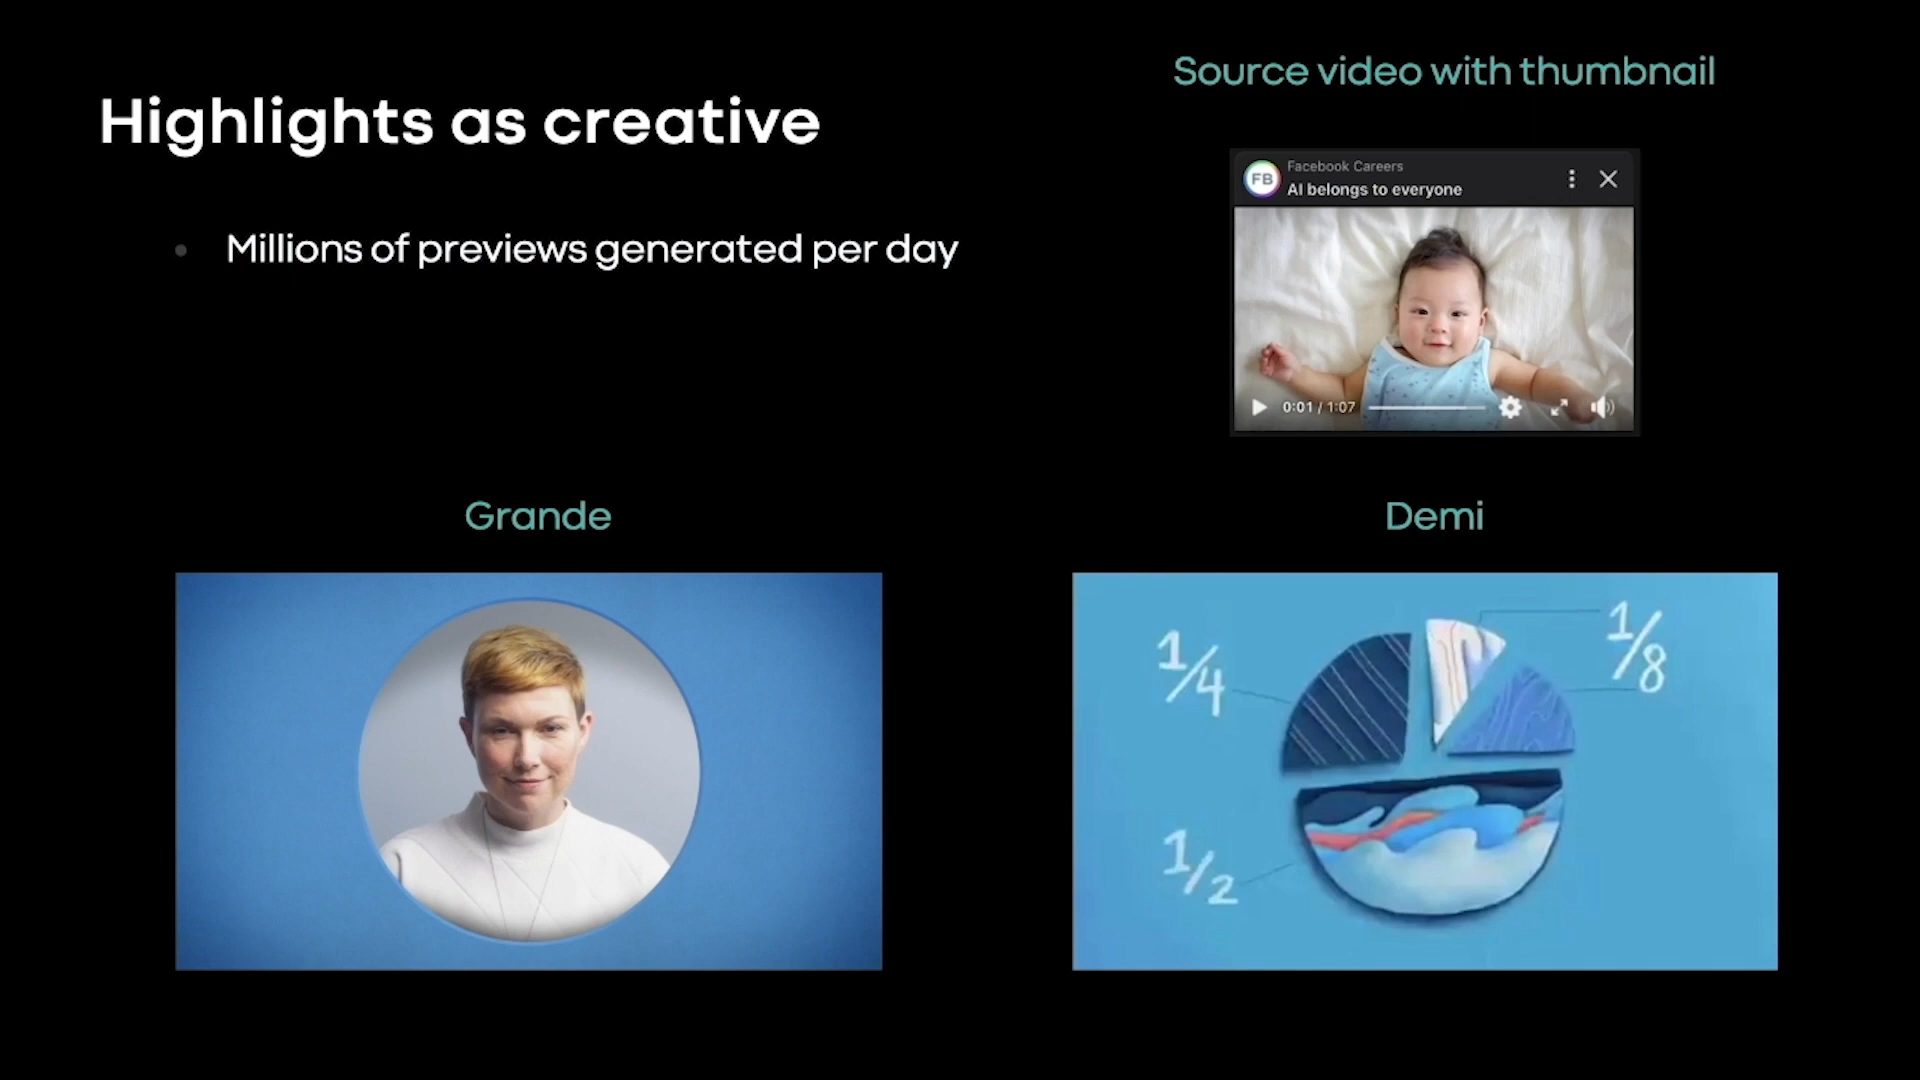 Source video with thumbnail
Highlights as creative
FB
Facebook Careers
AI belongs to everyone
Millions of previews generated per day
0:01 / 1:07
Grande
Demi
1/4
1/8
1/2